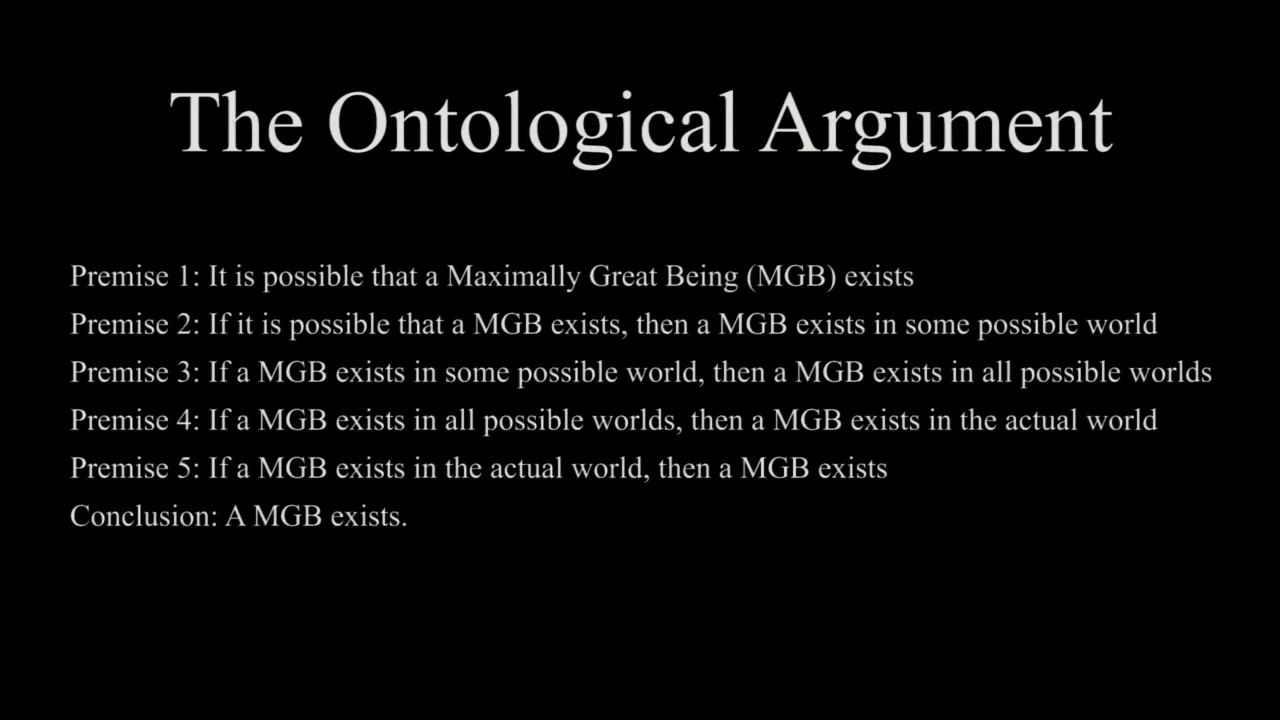 The Ontological Argument
Premise 1: It is possible that a Maximally Great Being (MGB) exists
Premise 2: If it is possible that a MGB exists, then a MGB exists in some possible world
Premise 3: If a MGB exists in some possible world, then a MGB exists in all possible worlds
Premise 4: If a MGB exists in all possible worlds, then a MGB exists in the actual world
Premise 5: If a MGB exists in the actual world, then a MGB exists
Conclusion: A MGB exists.